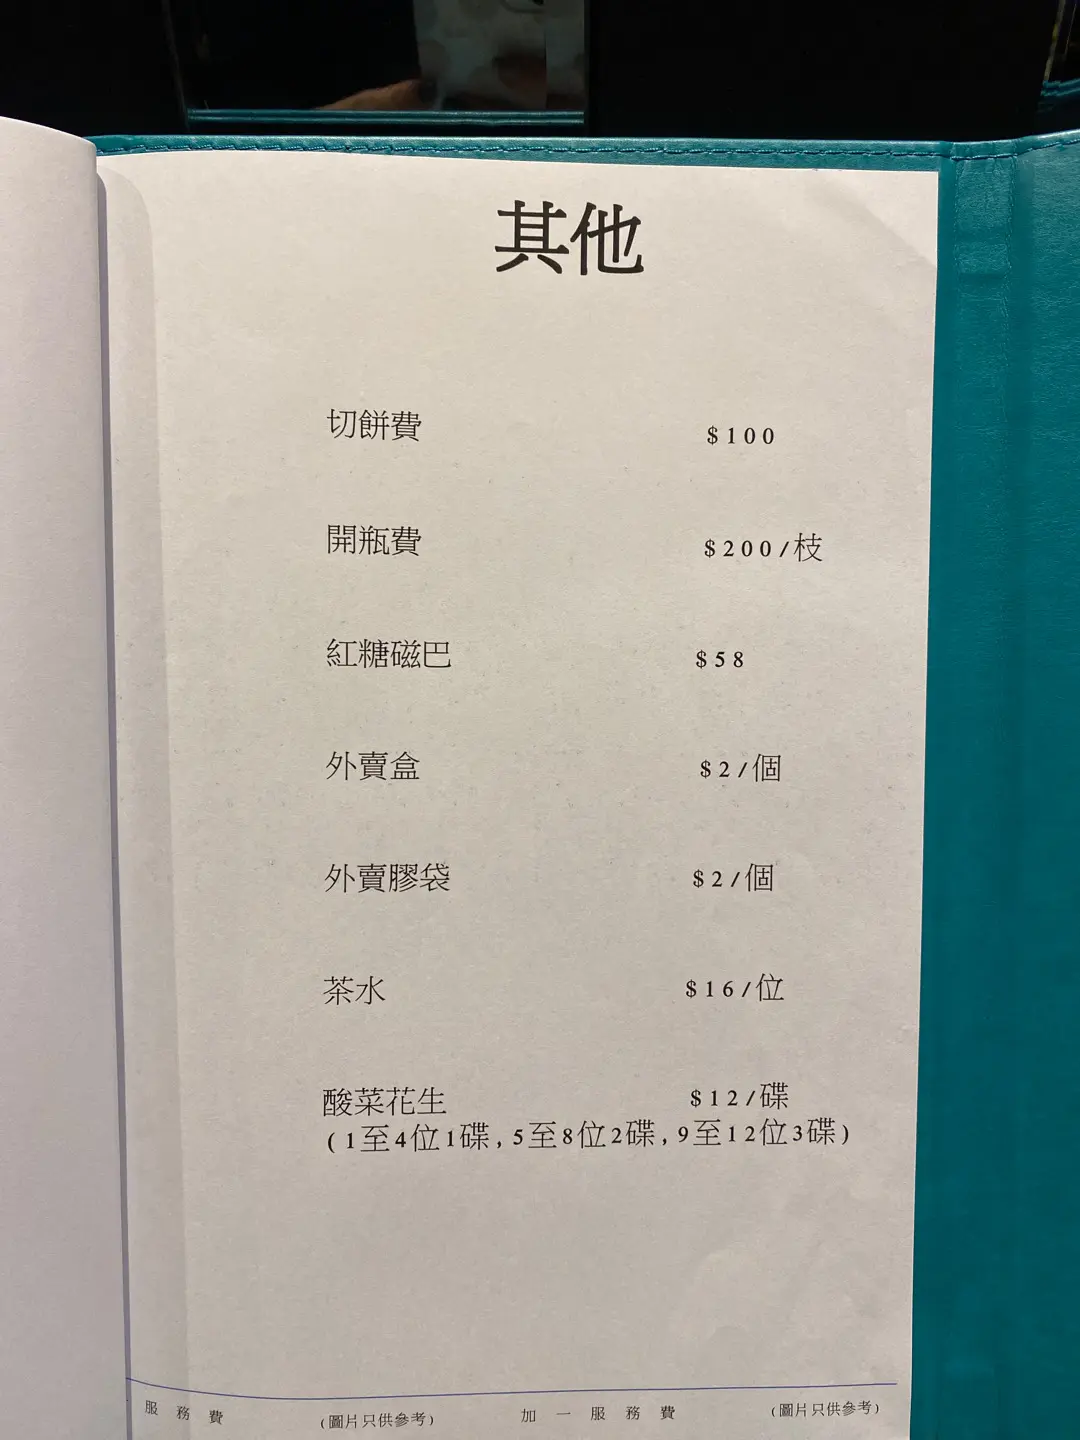 其他
切餅費 $100
開瓶費 $200/枝
紅糖磁巴 $58
外賣盒 $2/個
外賣膠袋 $2/個
茶水 $16/位
酸菜花生 $12/碟
(1至4位1碟,5至8位2碟,9至12位3碟)
服務費 (圖片只供參考) 加一服務費 (圖片只供參考)